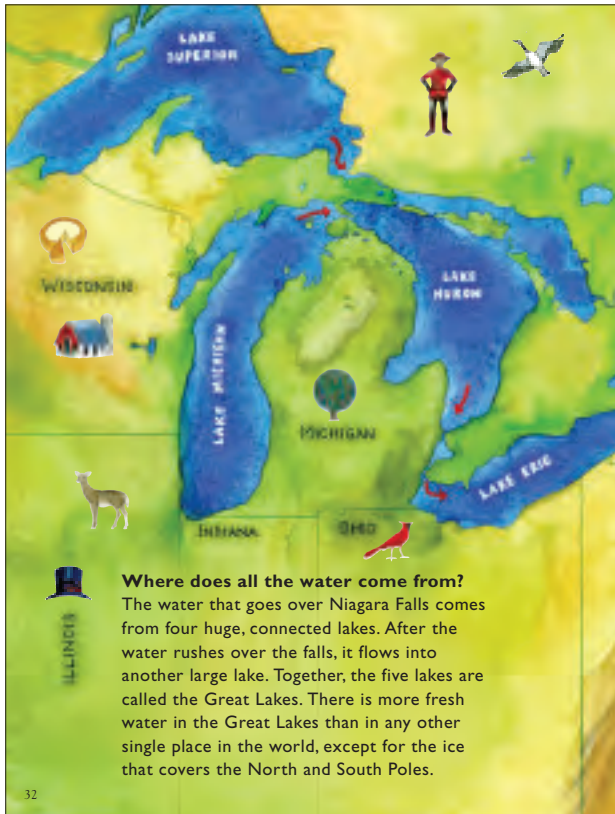 LAKE
SUPERIOR
WISCONSIN
LAKE
HURON
LAKE MICHIGAN
MICHIGAN
LAKE ERIE
INDIANA
OHIO
ILLINOIS
Where does all the water come from?
The water that goes over Niagara Falls comes
from four huge, connected lakes. After the
water rushes over the falls, it flows into
another large lake. Together, the five lakes are
called the Great Lakes. There is more fresh
water in the Great Lakes than in any other
single place in the world, except for the ice
that covers the North and South Poles.
32